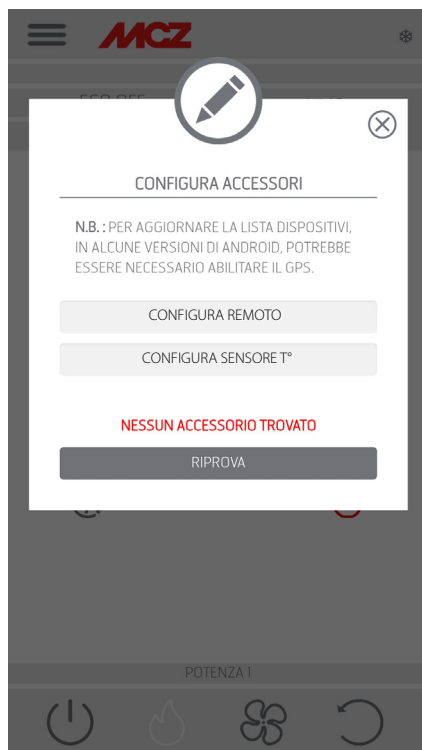 MCZ
CONFIGURA ACCESSORI
N.B. : PER AGGIORNARE LA LISTA DISPOSITIVI,
IN ALCUNE VERSIONI DI ANDROID, POTREBBE
ESSERE NECESSARIO ABILITARE IL GPS.
CONFIGURA REMOTO
CONFIGURA SENSORE T°
NESSUN ACCESSORIO TROVATO
RIPROVA
POTENZA 1